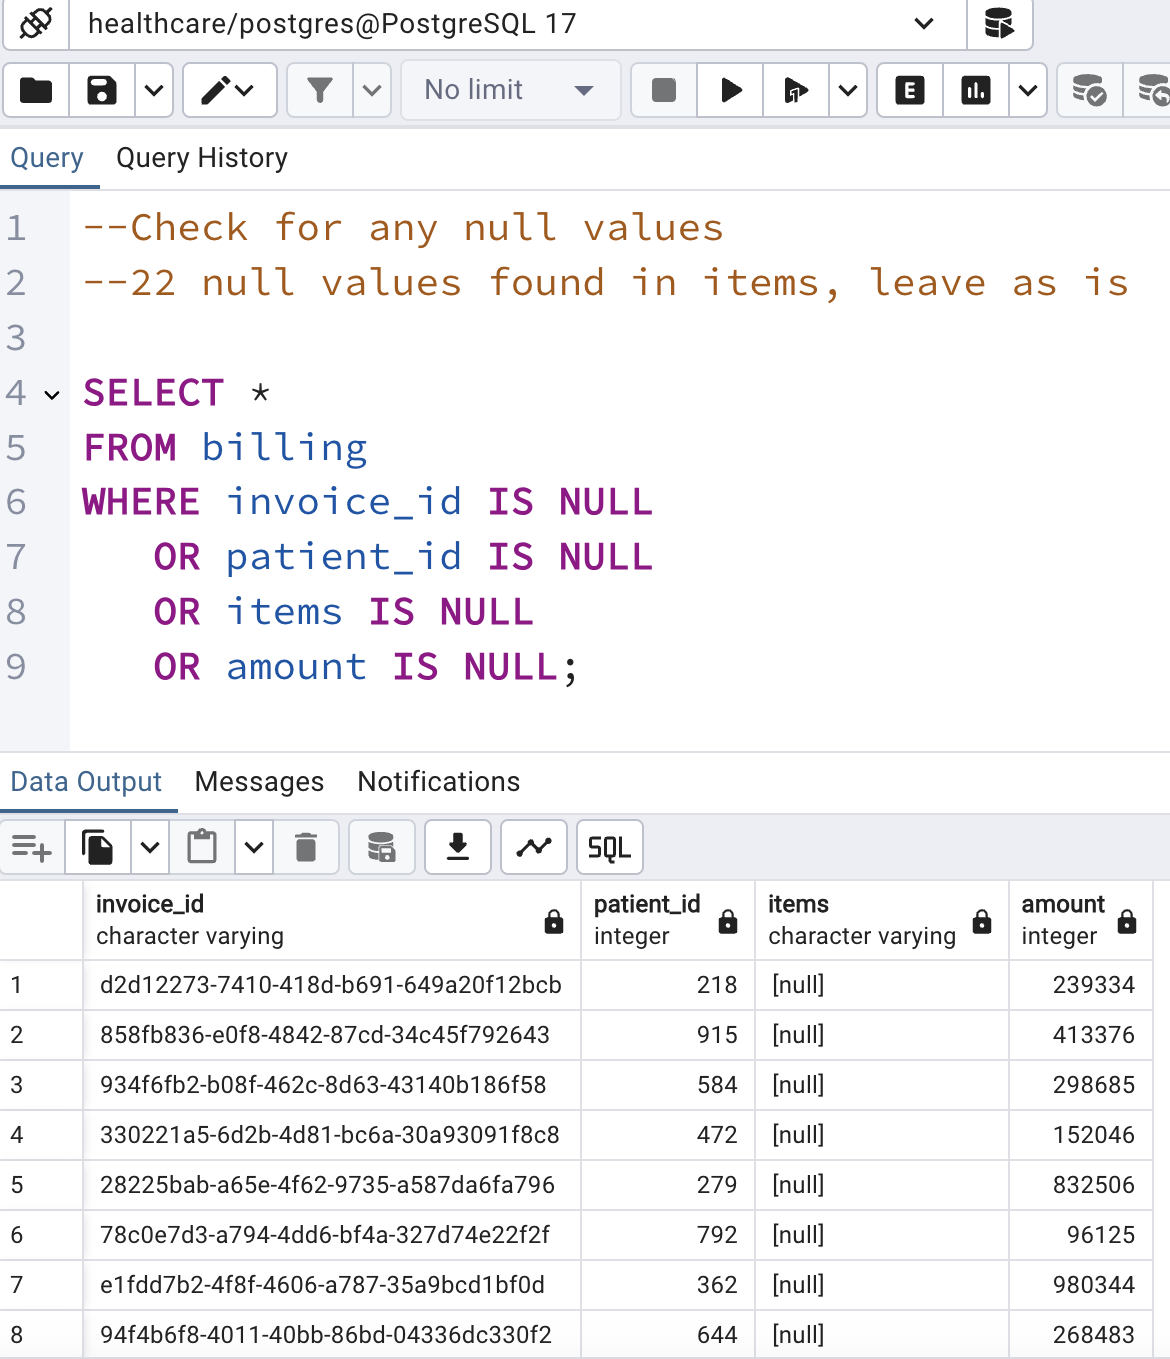 healthcare/postgres@PostgreSQL 17
No limit
E
Query Query History
1 --Check for any null values
2 --22 null values found in items, leave as is
3
4 SELECT *
5 FROM billing
6 WHERE invoice_id IS NULL
7 OR patient_id IS NULL
8 OR items IS NULL
9 OR amount IS NULL;
Data Output Messages Notifications
SQL
invoice_id patient_id items amount
character varying integer character varying integer
1 d2d12273-7410-418d-b691-649a20f12bcb 218 [null] 239334
2 858fb836-e0f8-4842-87cd-34c45f792643 915 [null] 413376
3 934f6fb2-b08f-462c-8d63-43140b186f58 584 [null] 298685
4 330221a5-6d2b-4d81-bc6a-30a93091f8c8 472 [null] 152046
5 28225bab-a65e-4f62-9735-a587da6fa796 279 [null] 832506
6 78c0e7d3-a794-4dd6-bf4a-327d74e22f2f 792 [null] 96125
7 e1fdd7b2-4f8f-4606-a787-35a9bcd1bf0d 362 [null] 980344
8 94f4b6f8-4011-40bb-86bd-04336dc330f2 644 [null] 268483